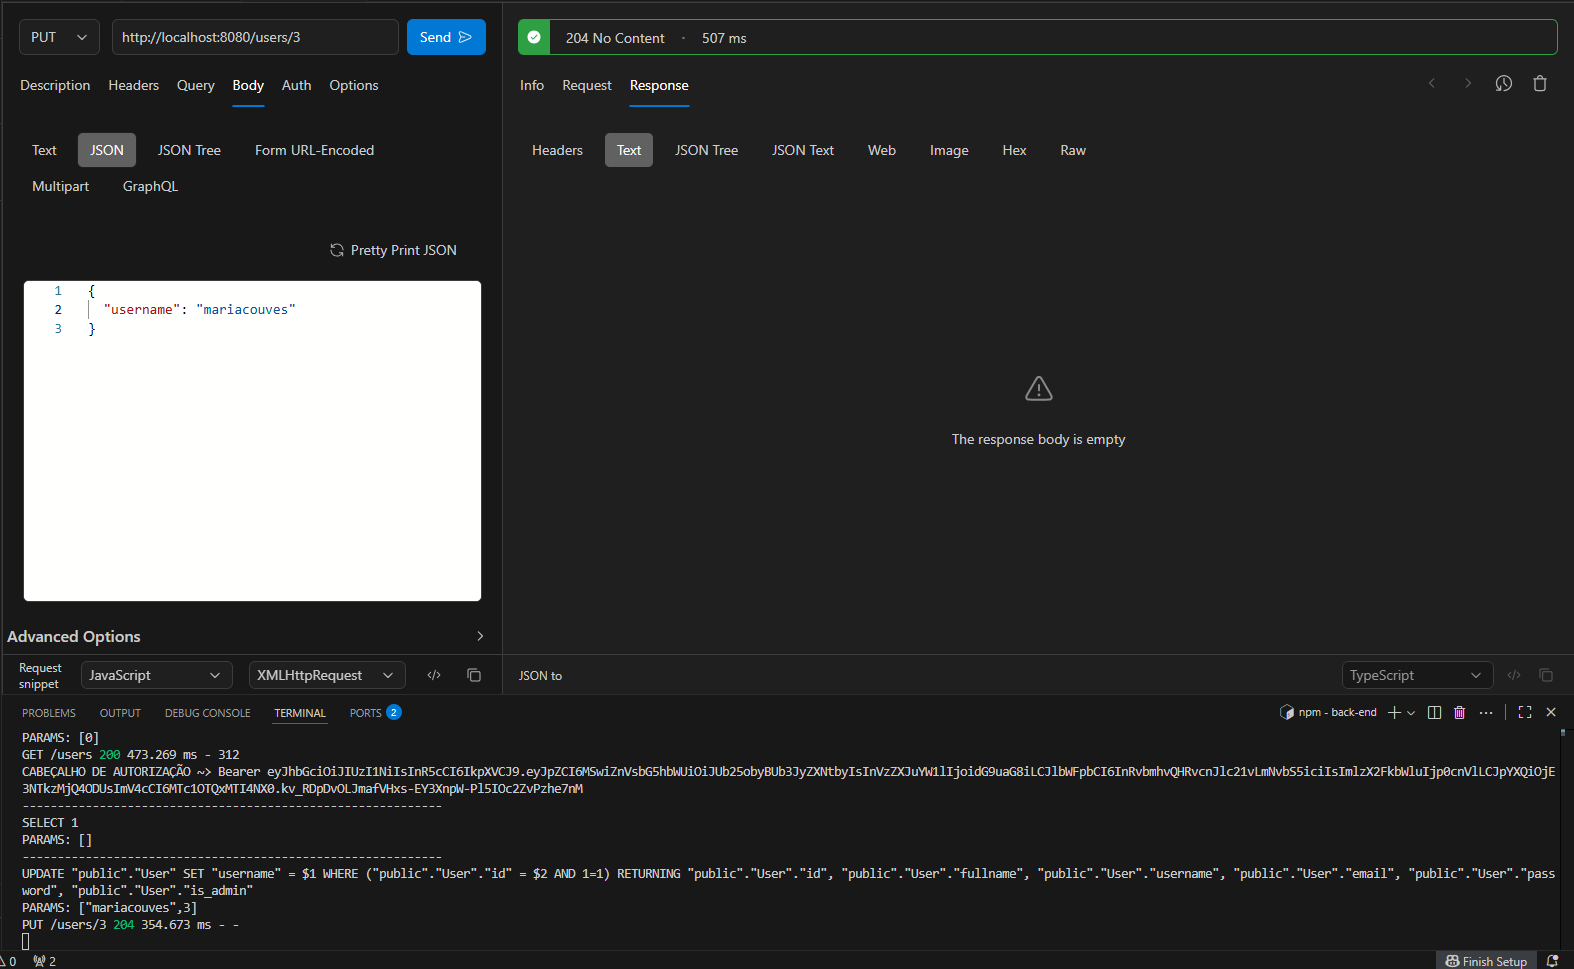 PUT
http://localhost:8080/users/3
Send
Description Headers Query Body Auth Options
Text JSON JSON Tree Form URL-Encoded
Multipart GraphQL
Pretty Print JSON
1 {
2 "username": "mariacouves"
3 }
Advanced Options
Request snippet
JavaScript
XMLHttpRequest
204 No Content · 507 ms
Info Request Response
Headers Text JSON Tree JSON Text Web Image Hex Raw
The response body is empty
JSON to
TypeScript
PROBLEMS OUTPUT DEBUG CONSOLE TERMINAL PORTS 2
npm - back-end
PARAMS: [0]
GET /users 200 473.269 ms - 312
CABEÇALHO DE AUTORIZAÇÃO ~> Bearer
------------------------------------------------------------
SELECT 1
PARAMS: []
------------------------------------------------------------
UPDATE "public"."User" SET "username" = $1 WHERE ("public"."User"."id" = $2 AND 1=1) RETURNING "public"."User"."id", "public"."User"."fullname", "public"."User"."username", "public"."User"."email", "public"."User"."pass
word", "public"."User"."is_admin"
PARAMS: ["mariacouves",3]
PUT /users/3 204 354.673 ms - -
0 2
Finish Setup